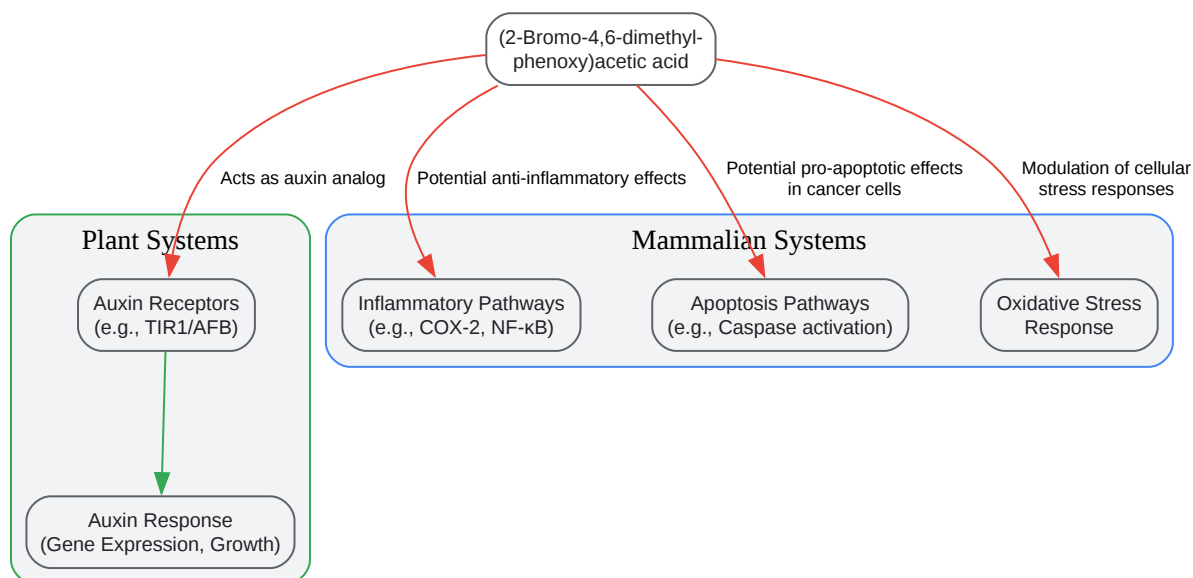 (2-Bromo-4,6-dimethyl-
phenoxy)acetic acid
Acts as auxin analog
Potential anti-inflammatory effects
Potential pro-apoptotic effects
in cancer cells
Modulation of cellular
stress responses
Plant Systems
Mammalian Systems
Auxin Receptors
(e.g., TIR1/AFB)
Inflammatory Pathways
(e.g., COX-2, NF-κB)
Apoptosis Pathways
(e.g., Caspase activation)
Oxidative Stress
Response
Auxin Response
(Gene Expression, Growth)